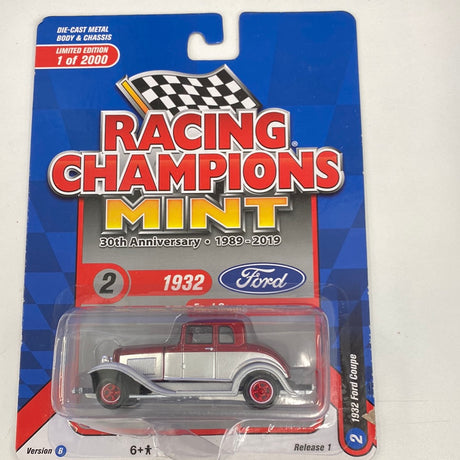 DIE-CAST METAL
BODY & CHASSIS
LIMITED EDITION
1 of 2000
RACING
CHAMPIONS
MINT
30th Anniversary • 1989-2019
2
1932
Ford
2 1932 Ford Coupe
Version B
6+
Release 1